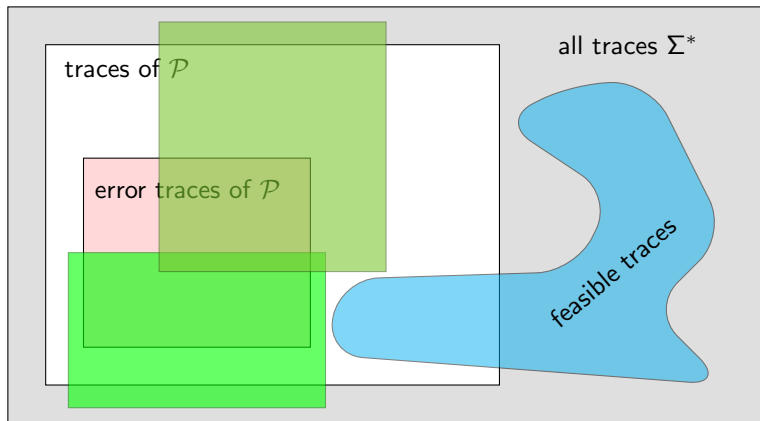 all traces Σ*
traces of 𝒫
error traces of 𝒫
feasible traces